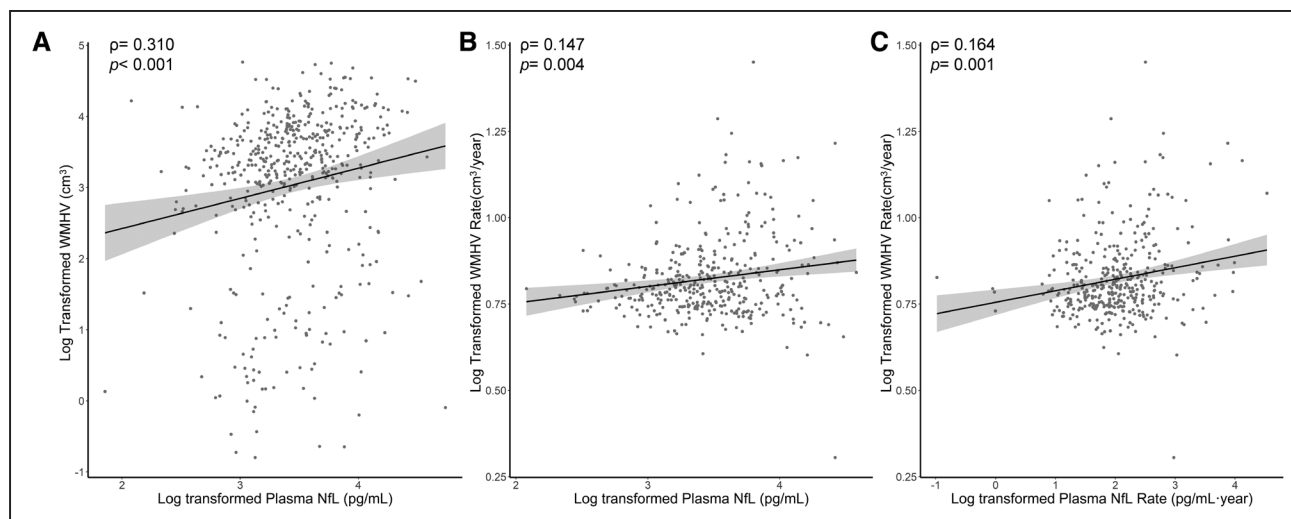 A
ρ= 0.310
p< 0.001
Log Transformed WMHV (cm³)
5
4
3
2
1
0
-1
2
3
4
Log transformed Plasma NfL (pg/mL)
B
ρ= 0.147
p= 0.004
Log Transformed WMHV Rate(cm³/year)
1.50
1.25
1.00
0.75
0.50
0.25
2
3
4
Log transformed Plasma NfL (pg/mL)
C
ρ= 0.164
p= 0.001
Log Transformed WMHV Rate(cm³/year)
1.50
1.25
1.00
0.75
0.50
0.25
-1
0
1
2
3
4
Log transformed Plasma NfL Rate (pg/mL·year)